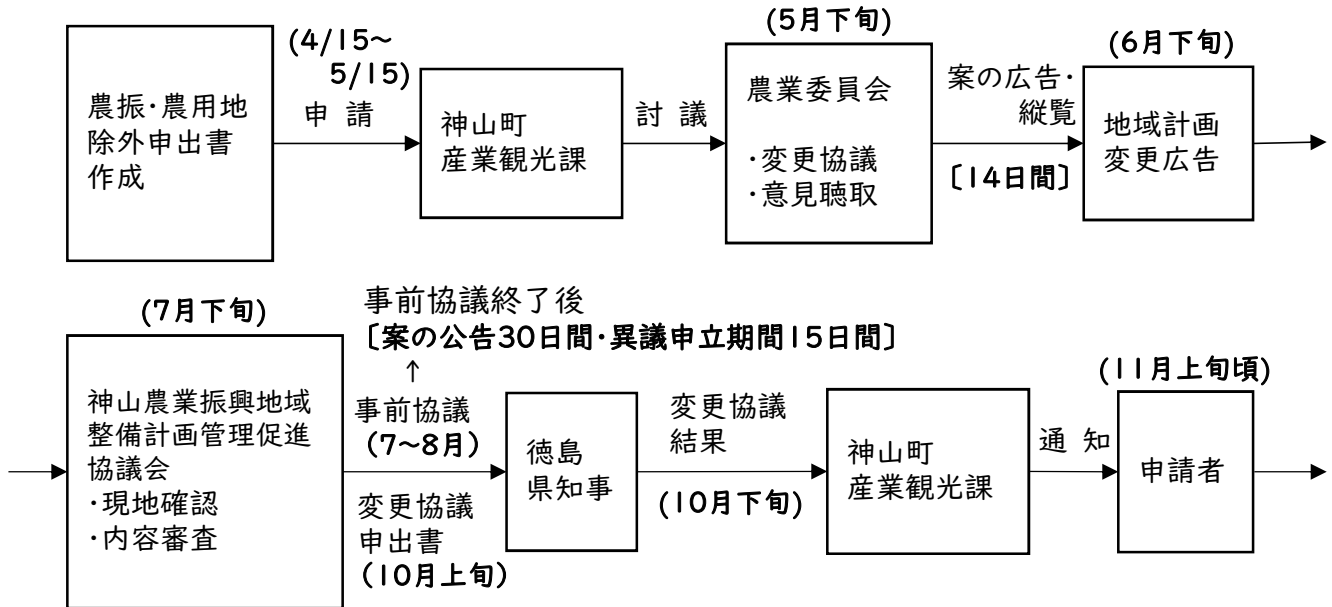 農振・農用地
除外申出書
作成
(4/15～
5/15)
申 請
神山町
産業観光課
討 議
(5月下旬)
農業委員会
・変更協議
・意見聴取
案の広告・
縦覧
〔14日間〕
(6月下旬)
地域計画
変更広告
(7月下旬)
神山農業振興地域
整備計画管理促進
協議会
・現地確認
・内容審査
事前協議終了後
〔案の公告30日間・異議申立期間15日間〕
↑
事前協議
(7～8月)
変更協議
申出書
(10月上旬)
徳島
県知事
変更協議
結果
(10月下旬)
神山町
産業観光課
通 知
(11月上旬頃)
申請者